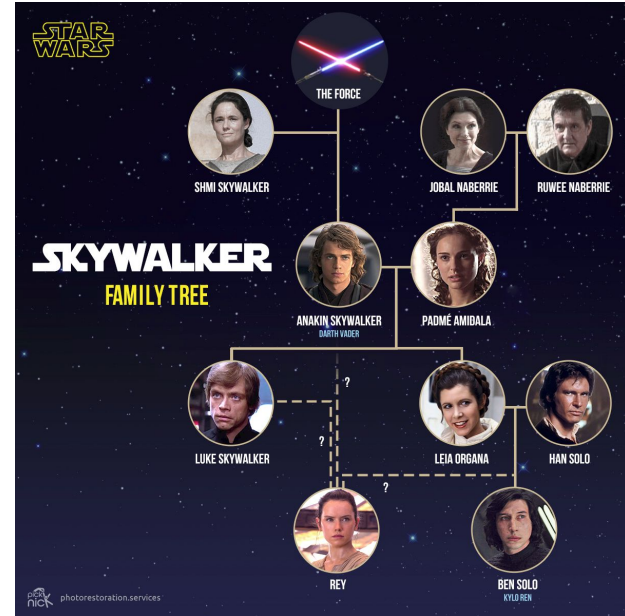 STAR
WARS
THE FORCE
SHMI SKYWALKER
JOBAL NABERRIE
RUWEE NABERRIE
SKYWALKER
FAMILY TREE
ANAKIN SKYWALKER
DARTH VADER
PADMÉ AMIDALA
?
?
LUKE SKYWALKER
LEIA ORGANA
HAN SOLO
?
REY
BEN SOLO
KYLO REN
pick
nick
photorestoration.services